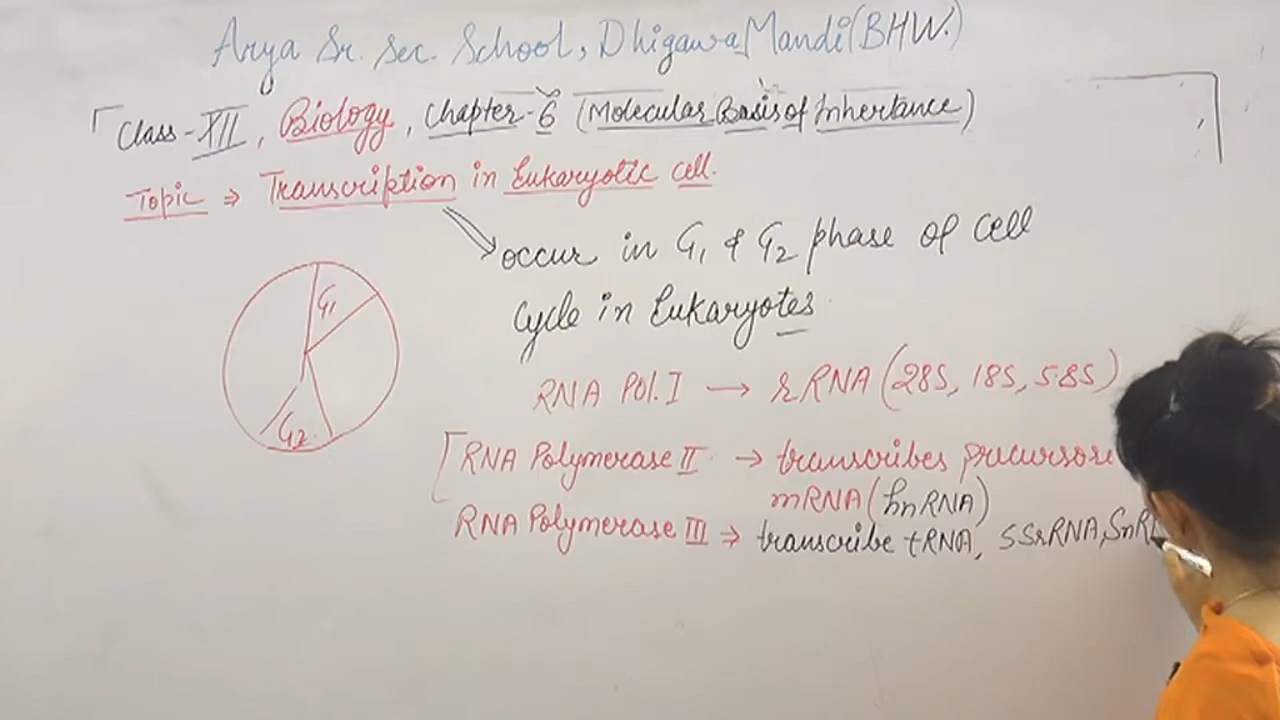 Arya Sr. Sec. School, Dhigawa Mandi (BHW.)
Class-XII, Biology, Chapter-6 (Molecular Basis of Inheritance)
Topic ⇒ Transcription in Eukaryotic cell.
occur in G1 & G2 phase of cell
cycle in Eukaryotes
G1
G2
RNA Pol. I → rRNA (28S, 18S, 5.8S)
RNA Polymerase II → transcribes precursor
mRNA (hnRNA)
RNA Polymerase III ⇒ transcribe tRNA, 5SrRNA, SnR